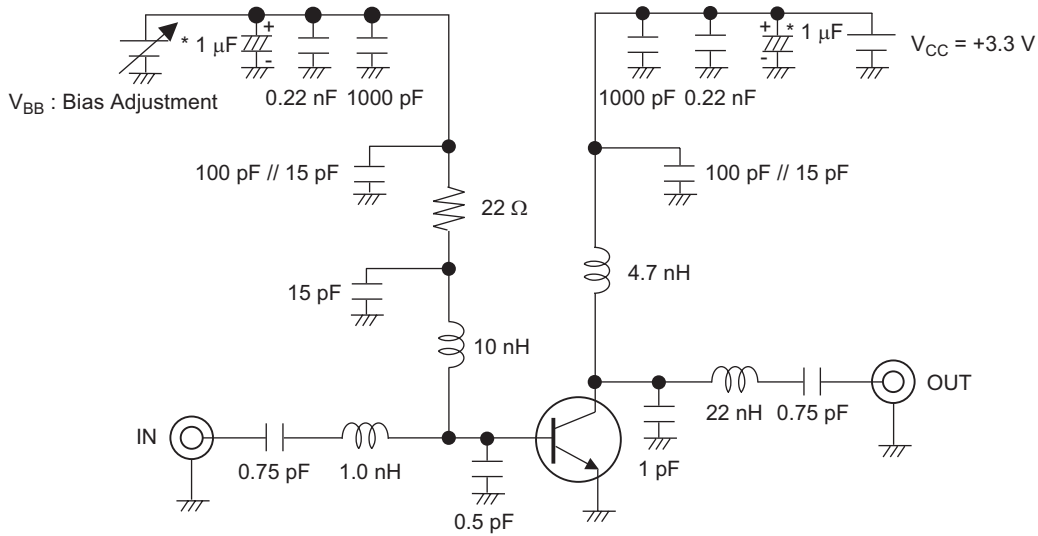 +
* 1 μF
-
0.22 nF
1000 pF
V_BB : Bias Adjustment
1000 pF
0.22 nF
+
* 1 μF
-
V_CC = +3.3 V
100 pF // 15 pF
22 Ω
100 pF // 15 pF
15 pF
4.7 nH
10 nH
IN
0.75 pF
1.0 nH
0.5 pF
1 pF
22 nH
0.75 pF
OUT